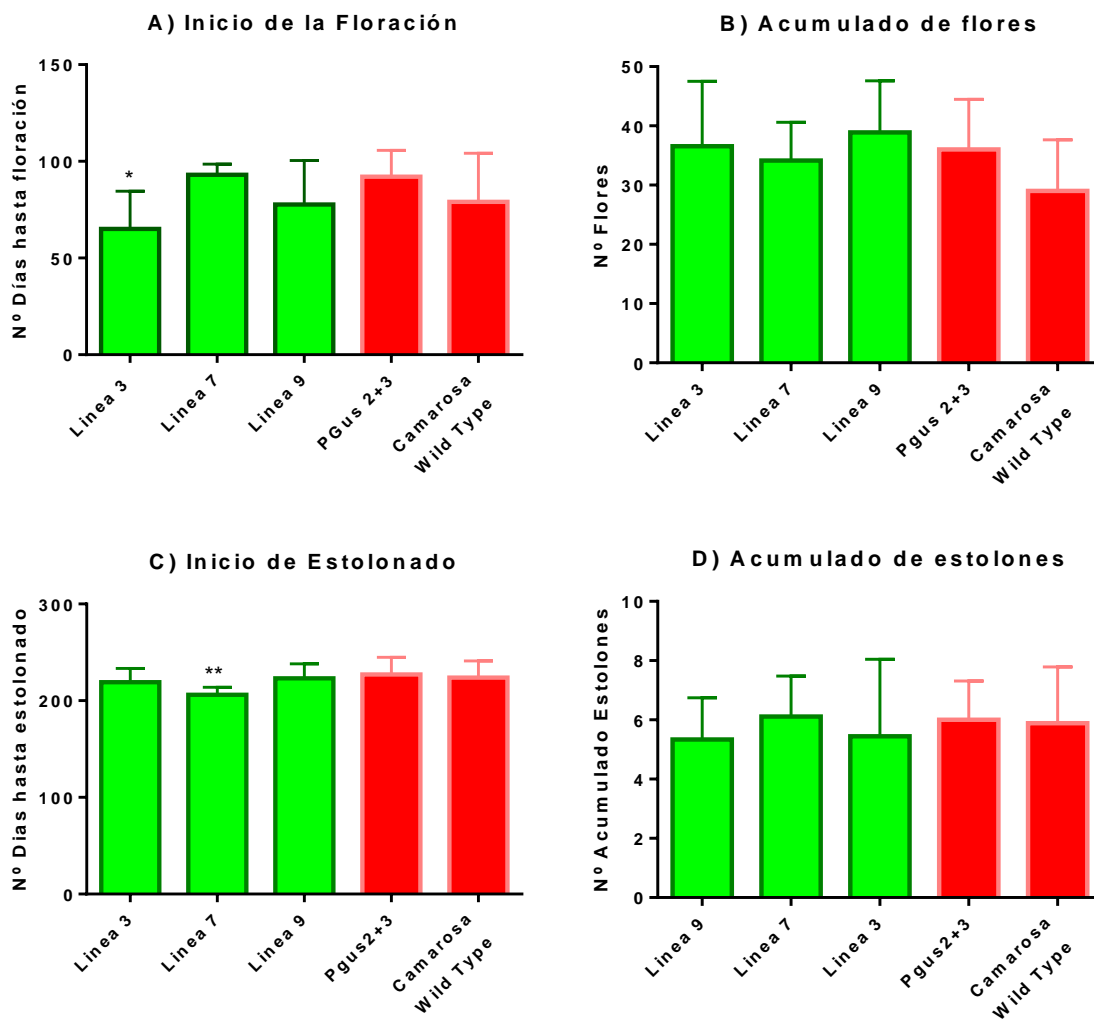 A) Inicio de la Floración
Nº Días hasta floración
150
100
50
0
*
Linea 3
Linea 7
Linea 9
PGus 2+3
Camarosa
Wild Type
B) Acumulado de flores
Nº Flores
50
40
30
20
10
0
Linea 3
Linea 7
Linea 9
Pgus 2+3
Camarosa
Wild Type
C) Inicio de Estolonado
Nº Dias hasta estolonado
300
200
100
0
**
Linea 3
Linea 7
Linea 9
Pgus2+3
Camarosa
Wild Type
D) Acumulado de estolones
Nº Acumulado Estolones
10
8
6
4
2
0
Linea 9
Linea 7
Linea 3
Pgus2+3
Camarosa
Wild Type